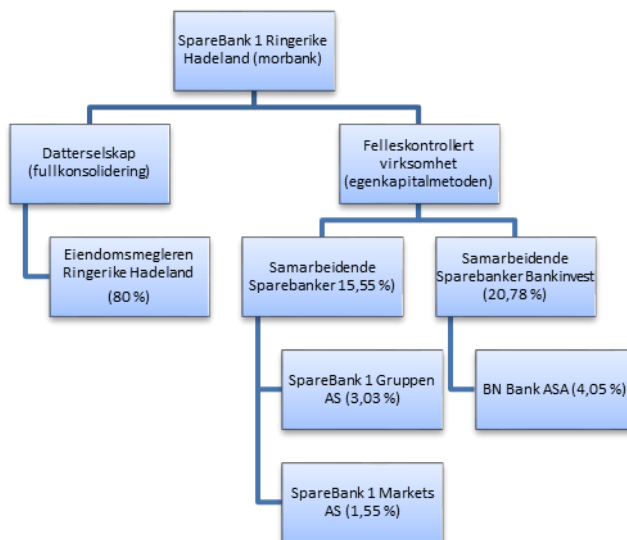 SpareBank 1 Ringerike
Hadeland (morbank)
Datterselskap
(fullkonsolidering)
Felleskontrollert
virksomhet
(egenkapitalmetoden)
Eiendomsmegleren
Ringerike Hadeland
(80 %)
Samarbeidende
Sparebanker 15,55 %)
Samarbeidende
Sparebanker Bankinvest
(20,78 %)
SpareBank 1 Gruppen
AS (3,03 %)
BN Bank ASA (4,05 %)
SpareBank 1 Markets
AS (1,55 %)